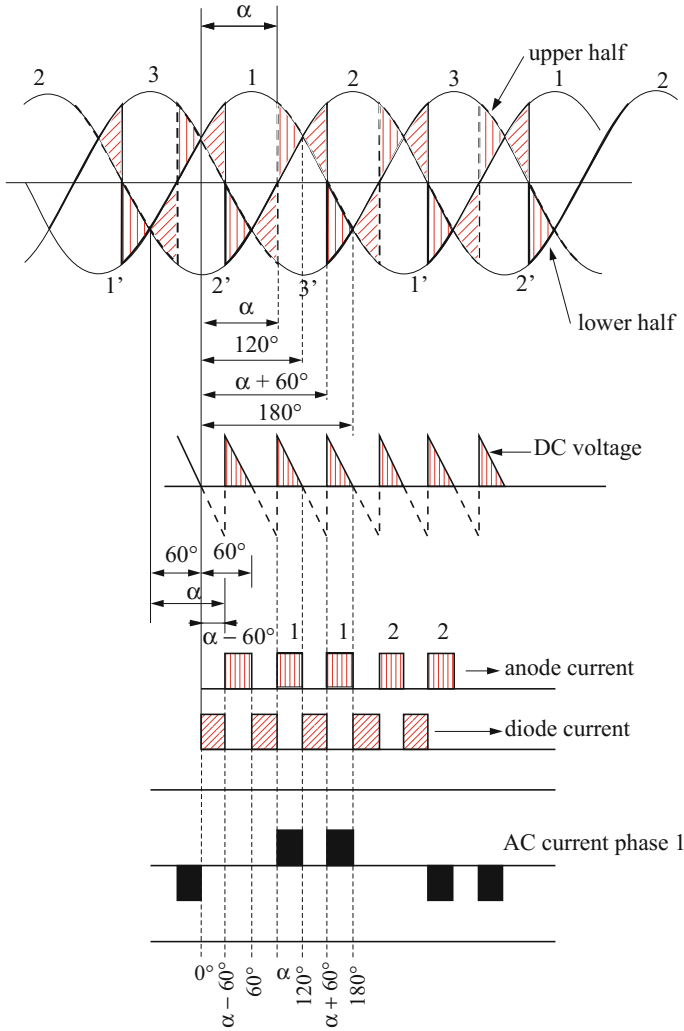 α
upper half
2 3 1 2 3 1 2
1’ 2’ 3’ 1’ 2’
lower half
α
120°
α + 60°
180°
DC voltage
60° 60°
α
α – 60° 1 1 2 2
anode current
diode current
AC current phase 1
0° α – 60° 60° α 120° α + 60° 180°